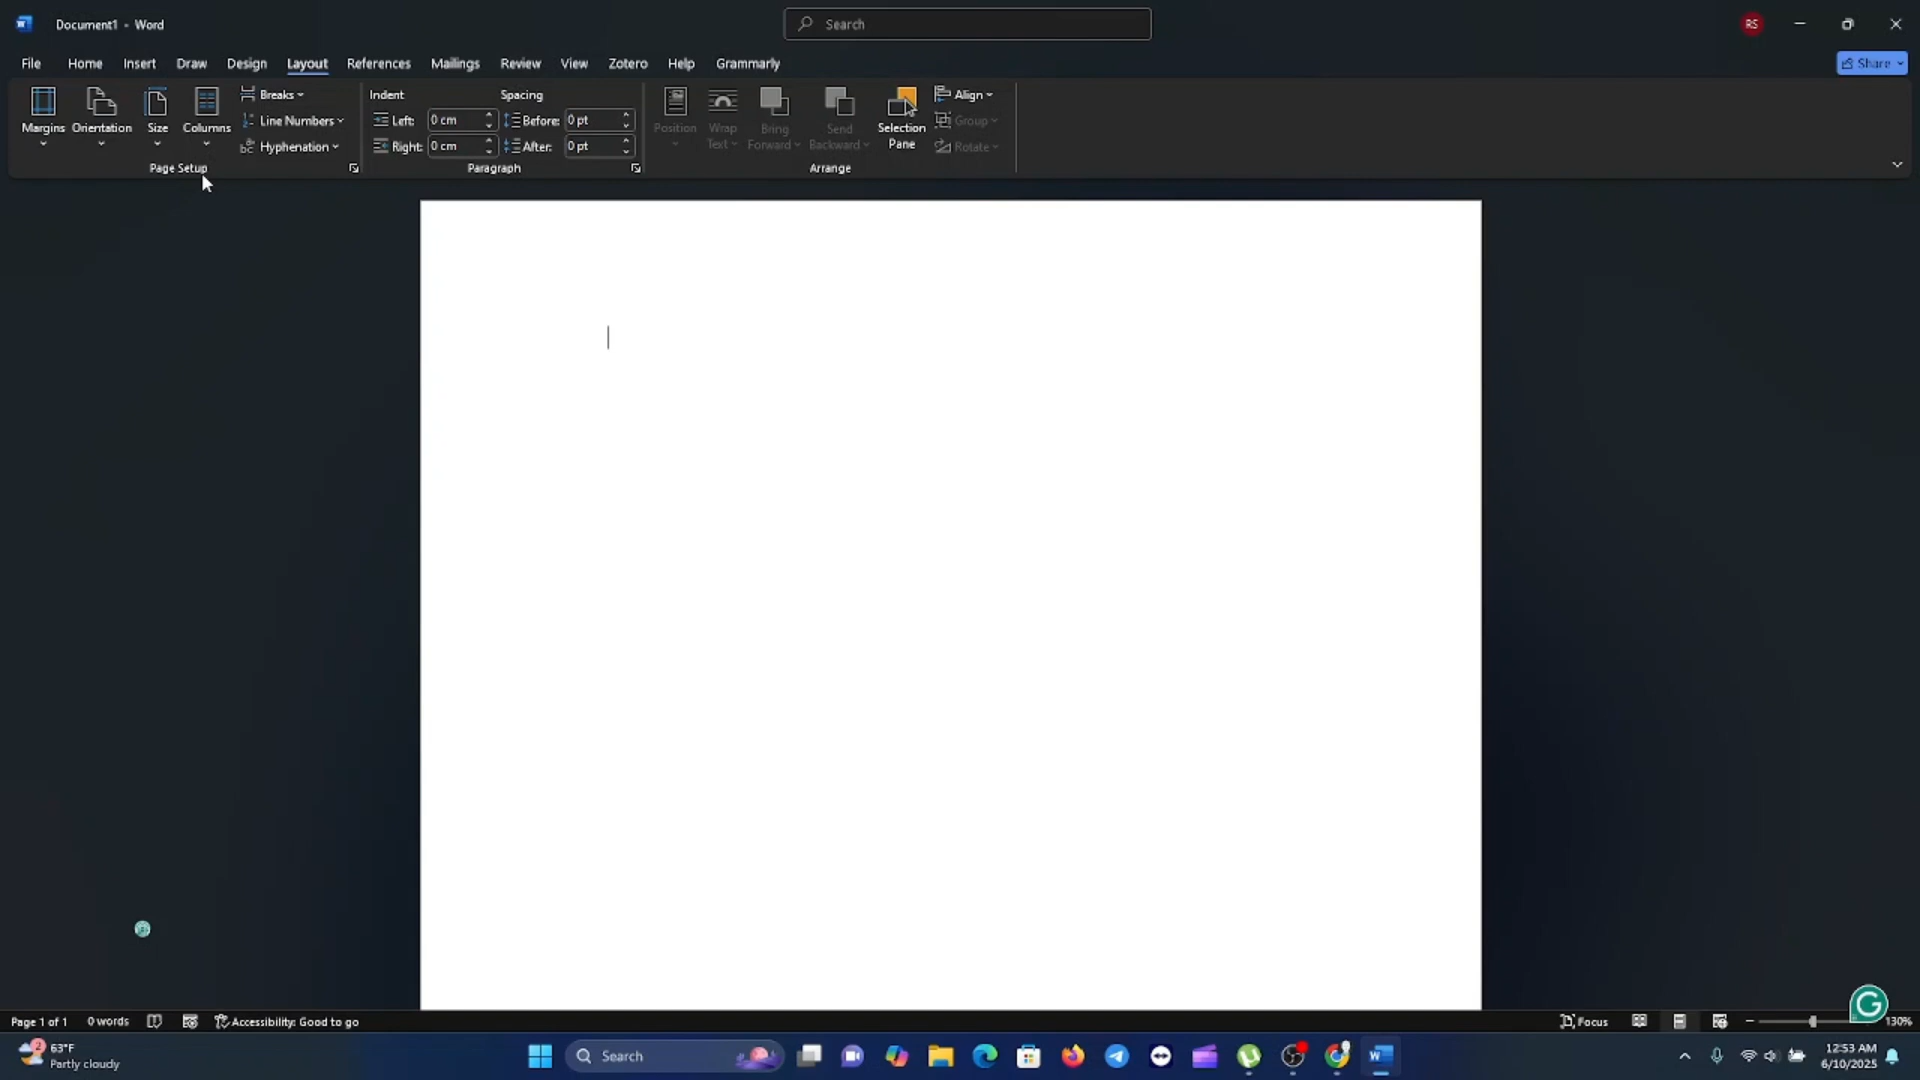 Document1 - Word
Search
RS
File Home Insert Draw Design Layout References Mailings Review View Zotero Help Grammarly
Share
Margins Orientation Size Columns
Breaks
Line Numbers
Hyphenation
Page Setup
Indent
Left: 0 cm
Right: 0 cm
Spacing
Before: 0 pt
After: 0 pt
Paragraph
Position
Wrap
Text
Bring
Forward
Send
Backward
Selection
Pane
Align
Group
Rotate
Arrange
G
Page 1 of 1 0 words Accessibility: Good to go
Focus
130%
2
63°F
Partly cloudy
Search
12:53 AM
6/10/2025